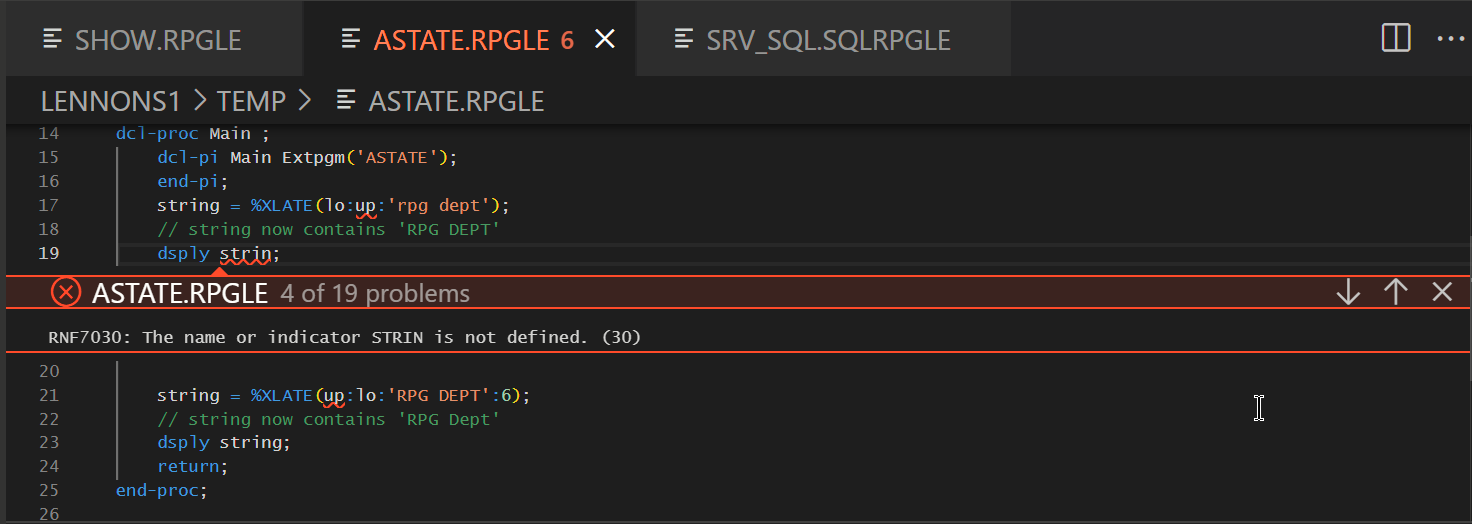 SHOW.RPGLE ASTATE.RPGLE 6 SRV_SQL.SQLRPGLE
LENNONS1 > TEMP > ASTATE.RPGLE
14 dcl-proc Main ;
15 dcl-pi Main Extpgm('ASTATE');
16 end-pi;
17 string = %XLATE(lo:up:'rpg dept');
18 // string now contains 'RPG DEPT'
19 dsply strin;
ASTATE.RPGLE 4 of 19 problems
RNF7030: The name or indicator STRIN is not defined. (30)
20
21 string = %XLATE(up:lo:'RPG DEPT':6);
22 // string now contains 'RPG Dept'
23 dsply string;
24 return;
25 end-proc;
26